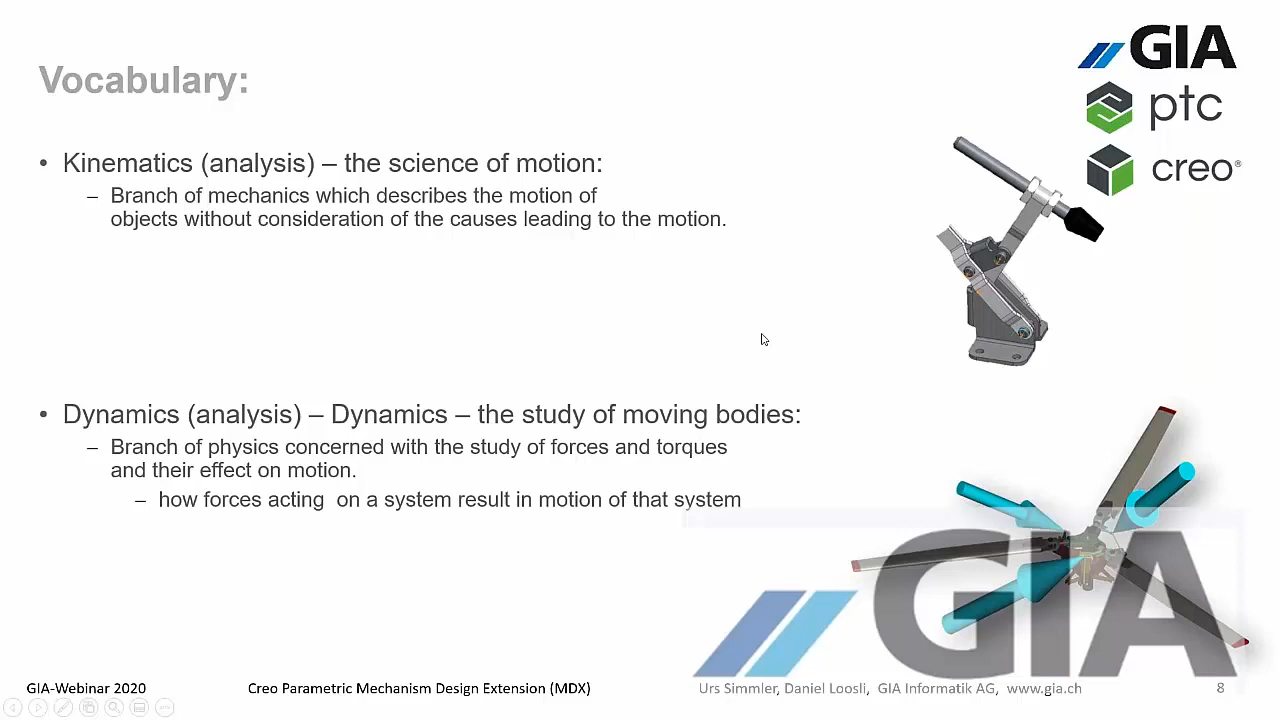 GIA
ptc
creo®
Vocabulary:
• Kinematics (analysis) – the science of motion:
– Branch of mechanics which describes the motion of
objects without consideration of the causes leading to the motion.
• Dynamics (analysis) – Dynamics – the study of moving bodies:
– Branch of physics concerned with the study of forces and torques
and their effect on motion.
– how forces acting  on a system result in motion of that system
GIA
GIA-Webinar 2020
Creo Parametric Mechanism Design Extension (MDX)
Urs Simmler, Daniel Loosli,  GIA Informatik AG,  www.gia.ch
8